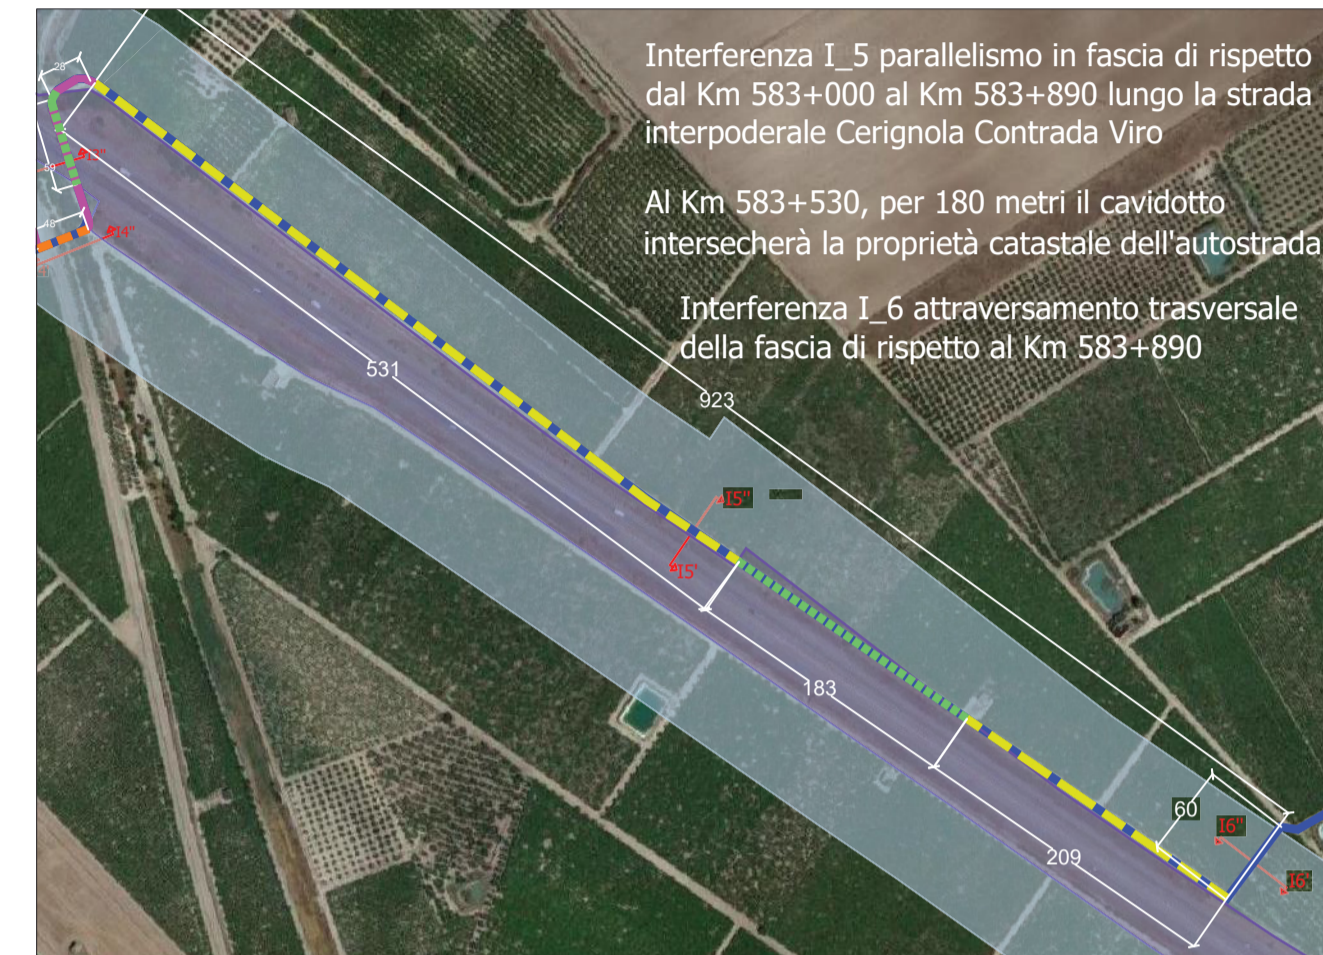 Interferenza I_5 parallelismo in fascia di rispetto
dal Km 583+000 al Km 583+890 lungo la strada
interpoderale Cerignola Contrada Viro
Al Km 583+530, per 180 metri il cavidotto
intersecherà la proprietà catastale dell'autostrada
Interferenza I_6 attraversamento trasversale
della fascia di rispetto al Km 583+890
28
59
48
I4"
531
923
I5"
I5'
183
60
I6"
209